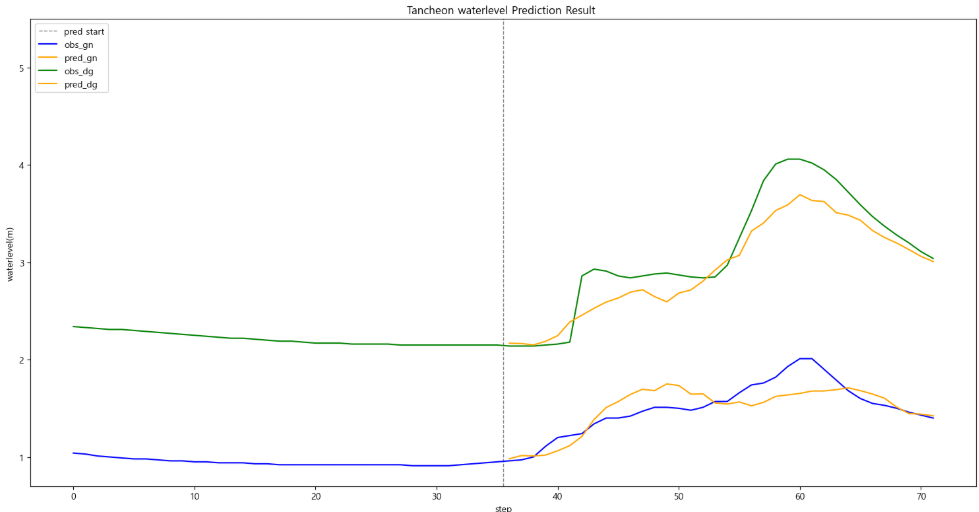 Tancheon waterlevel Prediction Result
pred start
obs_gn
pred_gn
obs_dg
pred_dg
waterlevel(m)
5
4
3
2
1
0 10 20 30 40 50 60 70
step